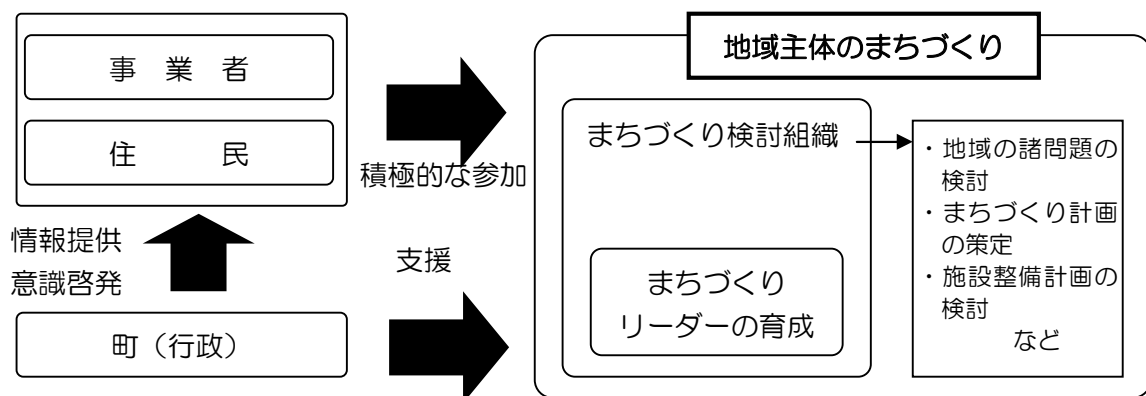 事 業 者
住 民
情報提供
意識啓発
町（行政）
積極的な参加
支援
地域主体のまちづくり
まちづくり検討組織
まちづくり
リーダーの育成
・地域の諸問題の
検討
・まちづくり計画
の策定
・施設整備計画の
検討
など